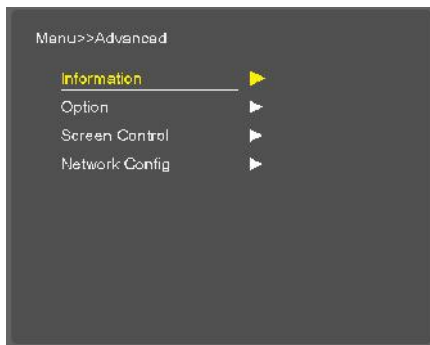 Menu>>Advanced
Information
Option
Screen Control
Network Config